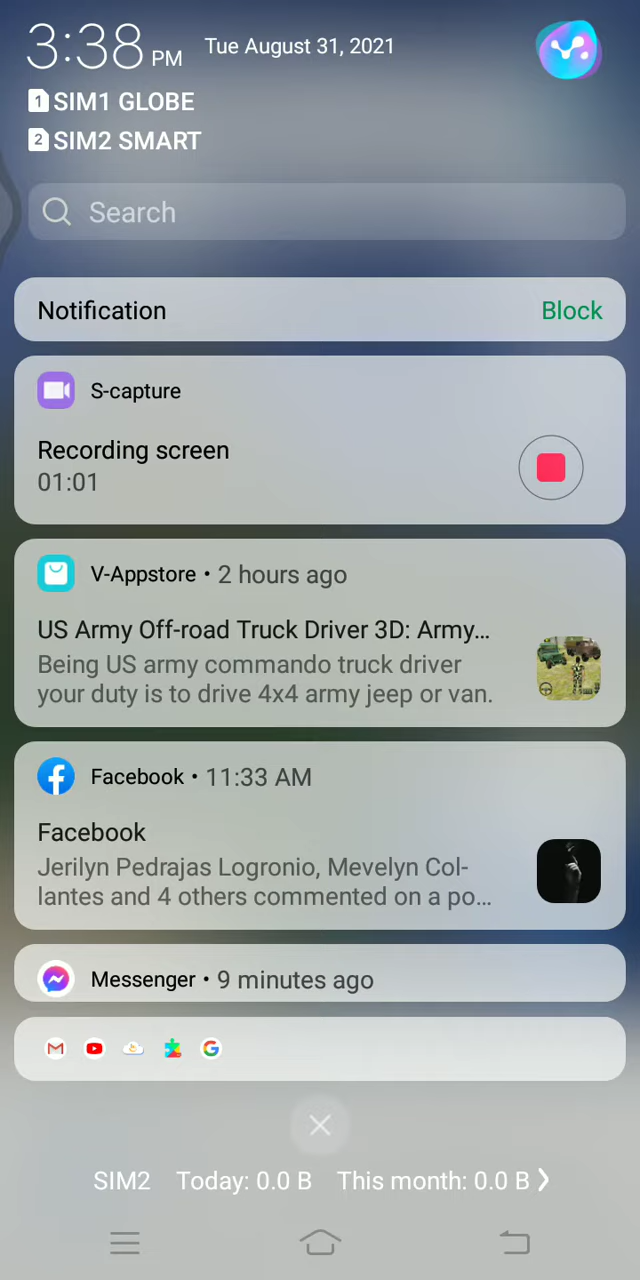 3:38 PM Tue August 31, 2021
1 SIM1 GLOBE
2 SIM2 SMART
Search
Notification Block
S-capture
Recording screen
01:01
V-Appstore • 2 hours ago
US Army Off-road Truck Driver 3D: Army…
Being US army commando truck driver
your duty is to drive 4x4 army jeep or van.
Facebook • 11:33 AM
Facebook
Jerilyn Pedrajas Logronio, Mevelyn Col-
lantes and 4 others commented on a po…
Messenger • 9 minutes ago
SIM2 Today: 0.0 B This month: 0.0 B